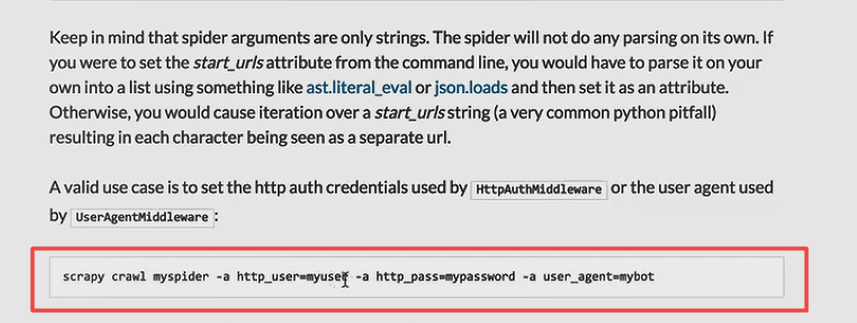 Keep in mind that spider arguments are only strings. The spider will not do any parsing on its own. If
you were to set the start_urls attribute from the command line, you would have to parse it on your
own into a list using something like ast.literal_eval or json.loads and then set it as an attribute.
Otherwise, you would cause iteration over a start_urls string (a very common python pitfall)
resulting in each character being seen as a separate url.
A valid use case is to set the http auth credentials used by HttpAuthMiddleware or the user agent used
by UserAgentMiddleware :
scrapy crawl myspider -a http_user=myuser -a http_pass=mypassword -a user_agent=mybot